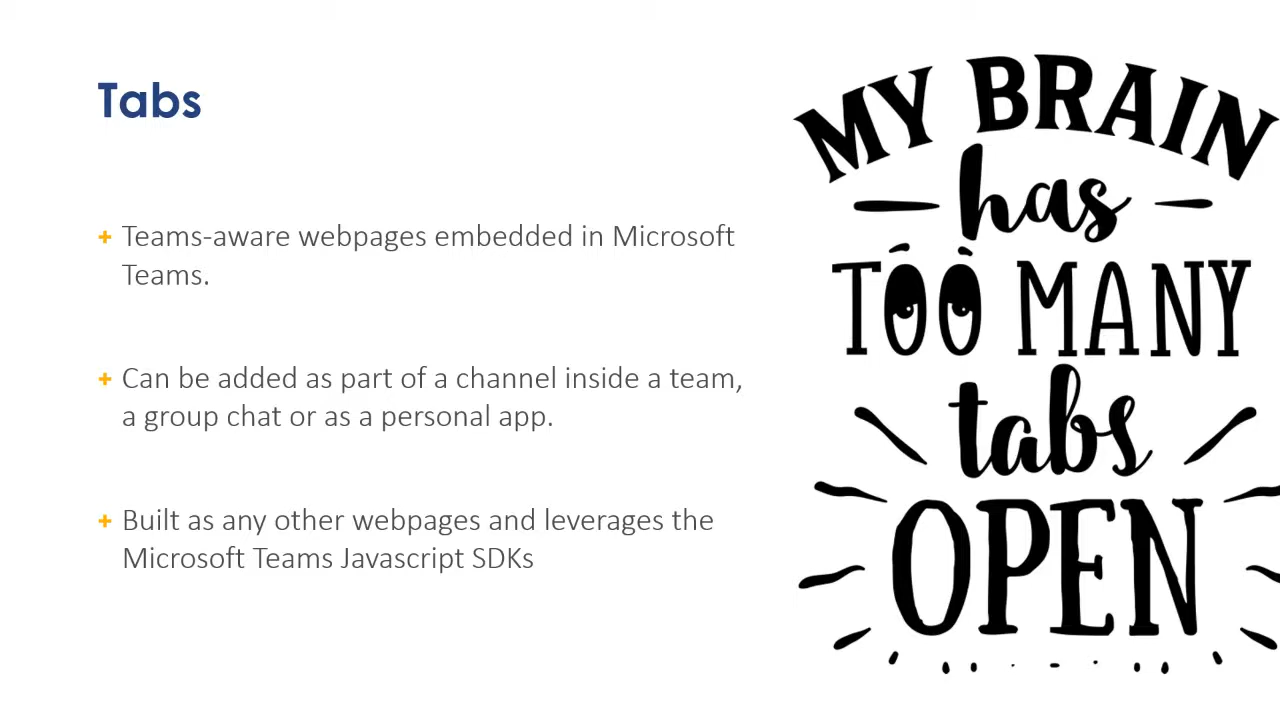 Tabs
+ Teams-aware webpages embedded in Microsoft
Teams.
+ Can be added as part of a channel inside a team,
a group chat or as a personal app.
+ Built as any other webpages and leverages the
Microsoft Teams Javascript SDKs
MY BRAIN
has
TOO MANY
tabs
OPEN